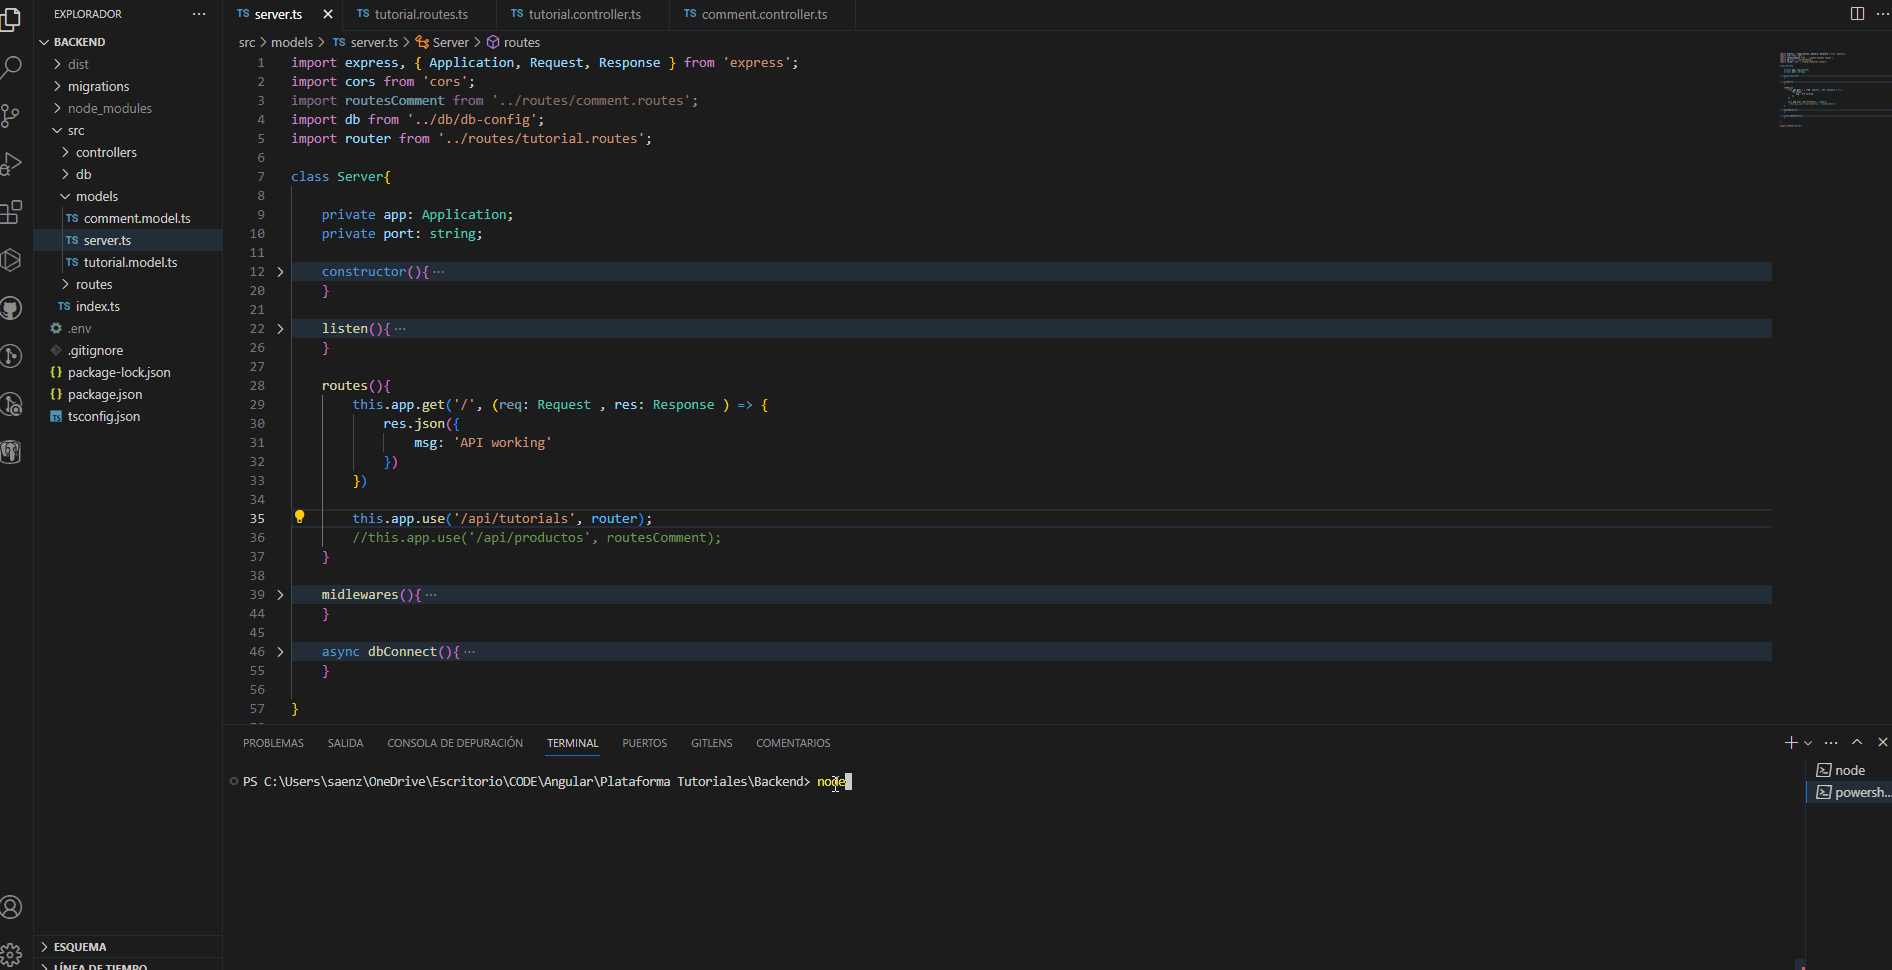 EXPLORADOR ···
BACKEND
dist
migrations
node_modules
src
controllers
db
models
TS comment.model.ts
TS server.ts
TS tutorial.model.ts
routes
TS index.ts
.env
.gitignore
{} package-lock.json
{} package.json
TS tsconfig.json
ESQUEMA
LÍNEA DE TIEMPO
TS server.ts TS tutorial.routes.ts TS tutorial.controller.ts TS comment.controller.ts
src > models > TS server.ts > Server > routes
1 import express, { Application, Request, Response } from 'express';
2 import cors from 'cors';
3 import routesComment from '../routes/comment.routes';
4 import db from '../db/db-config';
5 import router from '../routes/tutorial.routes';
6
7 class Server{
8
9 private app: Application;
10 private port: string;
11
12 constructor(){ ···
20 }
21
22 listen(){ ···
26 }
27
28 routes(){
29 this.app.get('/', (req: Request , res: Response ) => {
30 res.json({
31 msg: 'API working'
32 })
33 })
34
35 this.app.use('/api/tutorials', router);
36 //this.app.use('/api/productos', routesComment);
37 }
38
39 midlewares(){ ···
44 }
45
46 async dbConnect(){ ···
55 }
56
57 }
PROBLEMAS SALIDA CONSOLA DE DEPURACIÓN TERMINAL PUERTOS GITLENS COMENTARIOS
PS C:\Users\saenz\OneDrive\Escritorio\CODE\Angular\Plataforma Tutoriales\Backend> node
node
powersh...